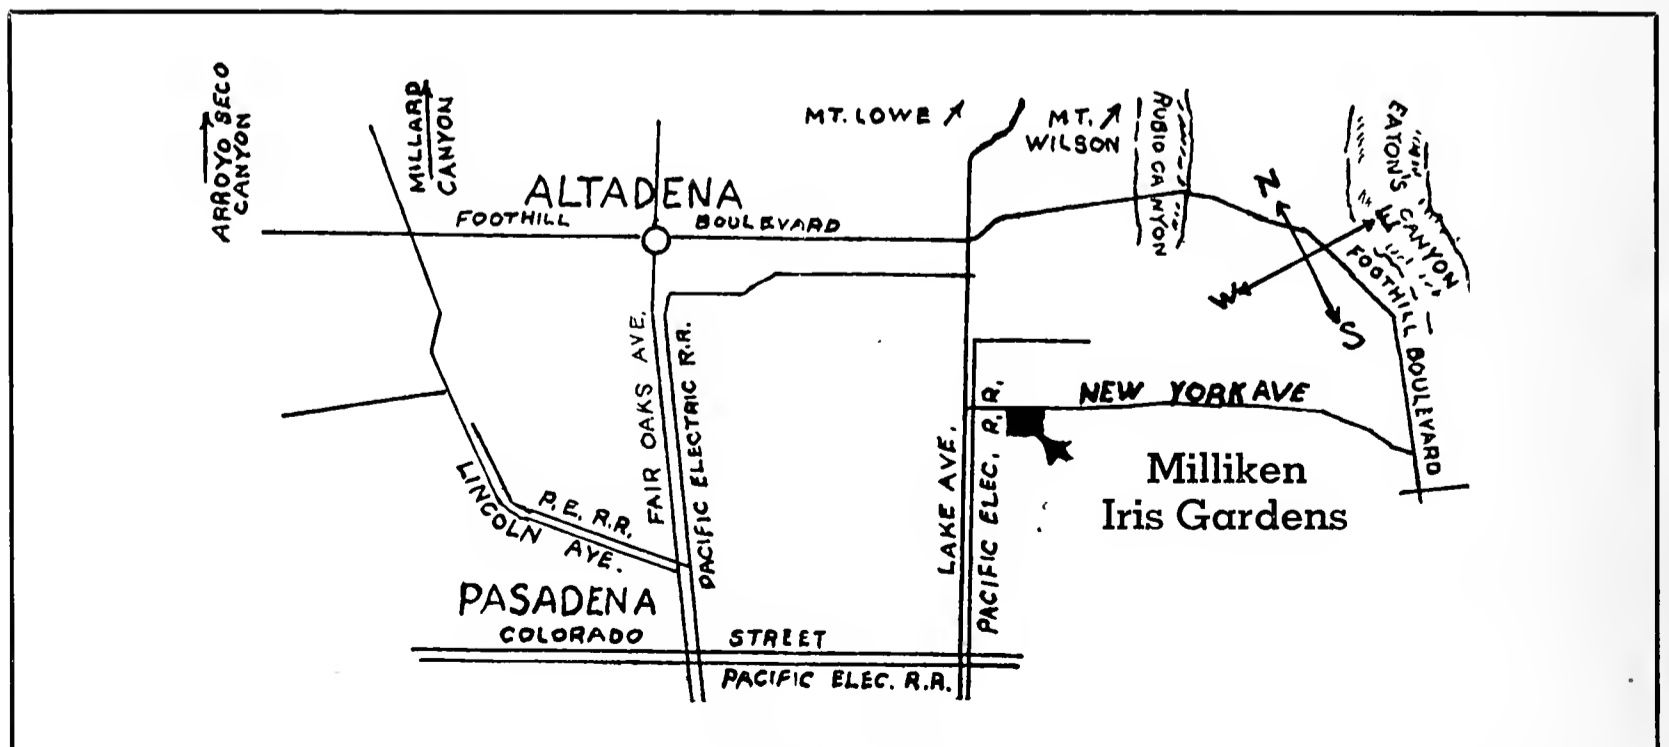 ARROYO SECO
CANYON
MILLARD
CANYON
MT. LOWE
MT.
WILSON
RUBIO CANYON
EATON'S CANYON
ALTADENA
FOOTHILL BOULEVARD
N
E
W
S
FOOTHILL BOULEVARD
FAIR OAKS AVE.
PACIFIC ELECTRIC R.R.
LINCOLN AVE.
P.E. R.R.
LAKE AVE.
PACIFIC ELEC. R.R.
NEW YORK AVE
Milliken
Iris Gardens
PASADENA
COLORADO STREET
PACIFIC ELEC. R.R.